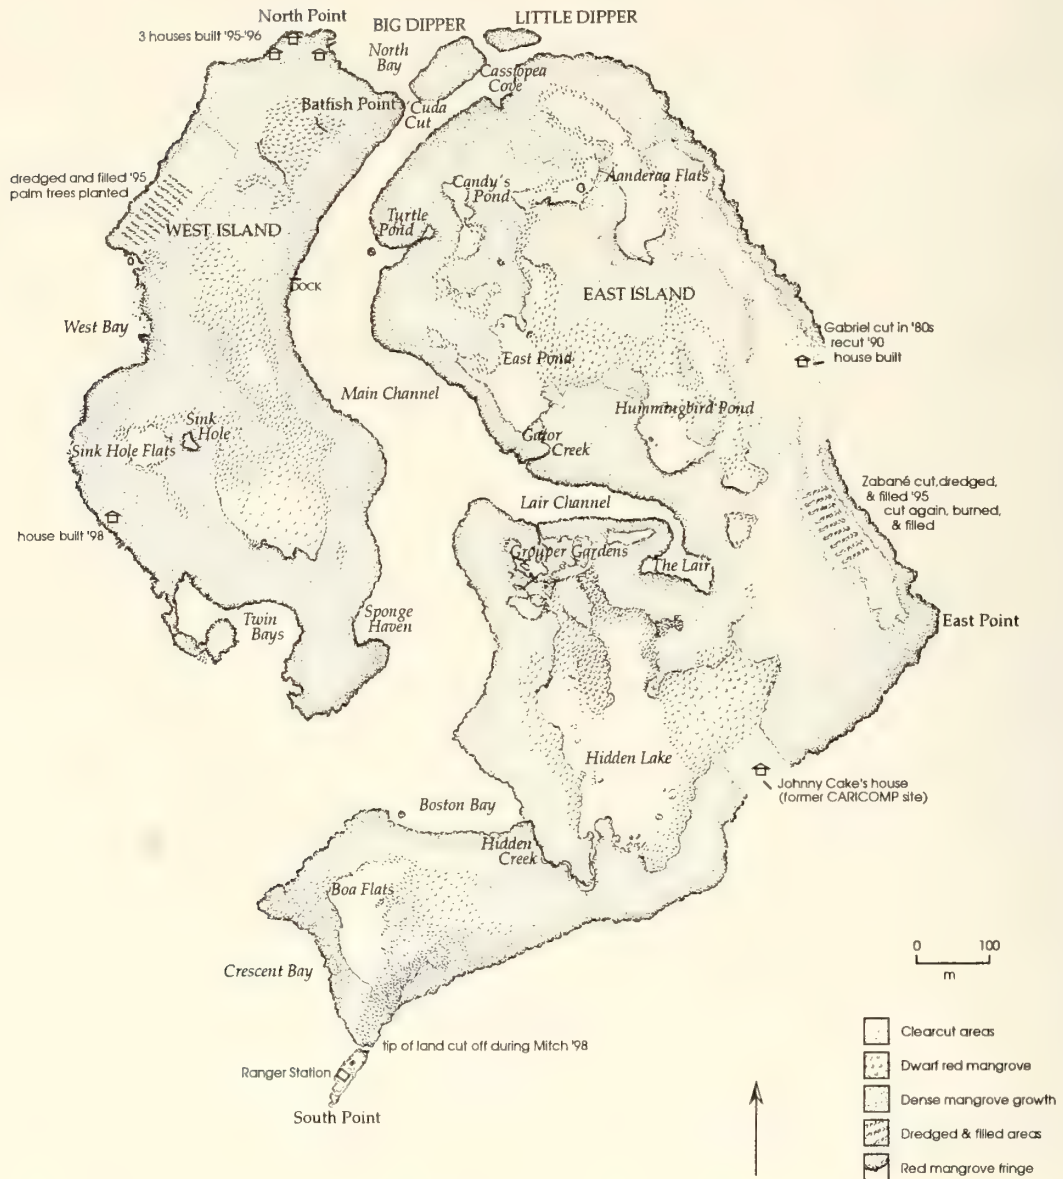 North Point
3 houses built '95-'96
BIG DIPPER
LITTLE DIPPER
North
Bay
Cassiopea
Cove
Batfish Point
'Cuda
Cut
dredged and filled '95
palm trees planted
Candy's
Pond
Aanderaa Flats
Turtle
Pond
WEST ISLAND
DOCK
EAST ISLAND
West Bay
Gabriel cut in '80s
recut '90
house built
East Pond
Main Channel
Hummingbird Pond
Sink
Hole
Sink Hole Flats
Gator
Creek
Zabané cut, dredged,
& filled '95
cut again, burned,
& filled
Lair Channel
house built '98
Grouper Gardens
The Lair
Twin
Bays
Sponge
Haven
East Point
Hidden Lake
Johnny Cake's house
(former CARICOMP site)
Boston Bay
Hidden
Creek
Boa Flats
Crescent Bay
0 100
m
tip of land cut off during Mitch '98
Ranger Station
South Point
Clearcut areas
Dwarf red mangrove
Dense mangrove growth
Dredged & filled areas
Red mangrove fringe